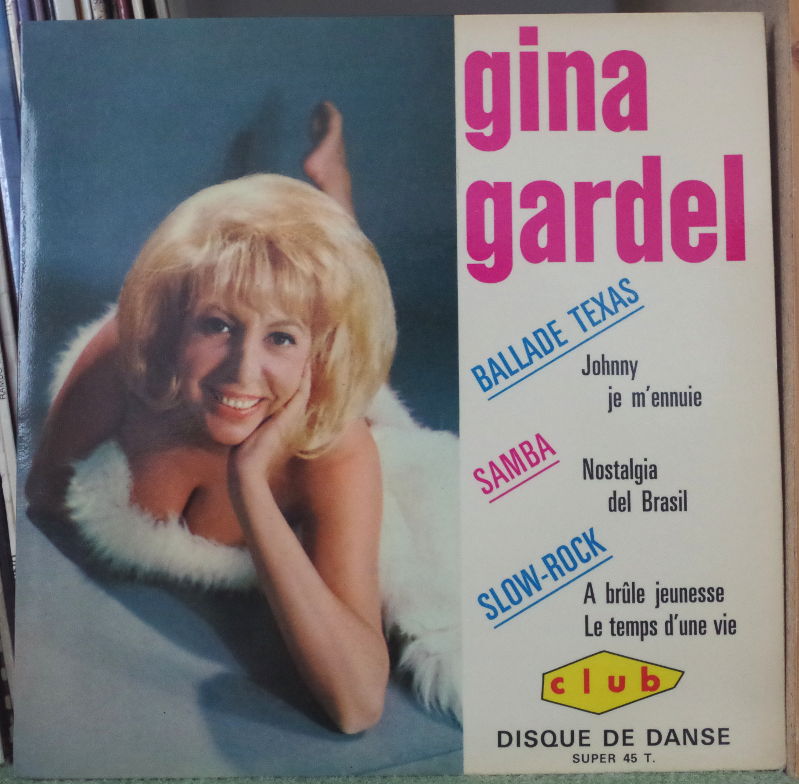 gina
gardel
BALLADE TEXAS
Johnny
je m'ennuie
SAMBA
Nostalgia
del Brasil
SLOW-ROCK
A brûle jeunesse
Le temps d'une vie
club
DISQUE DE DANSE
SUPER 45 T.